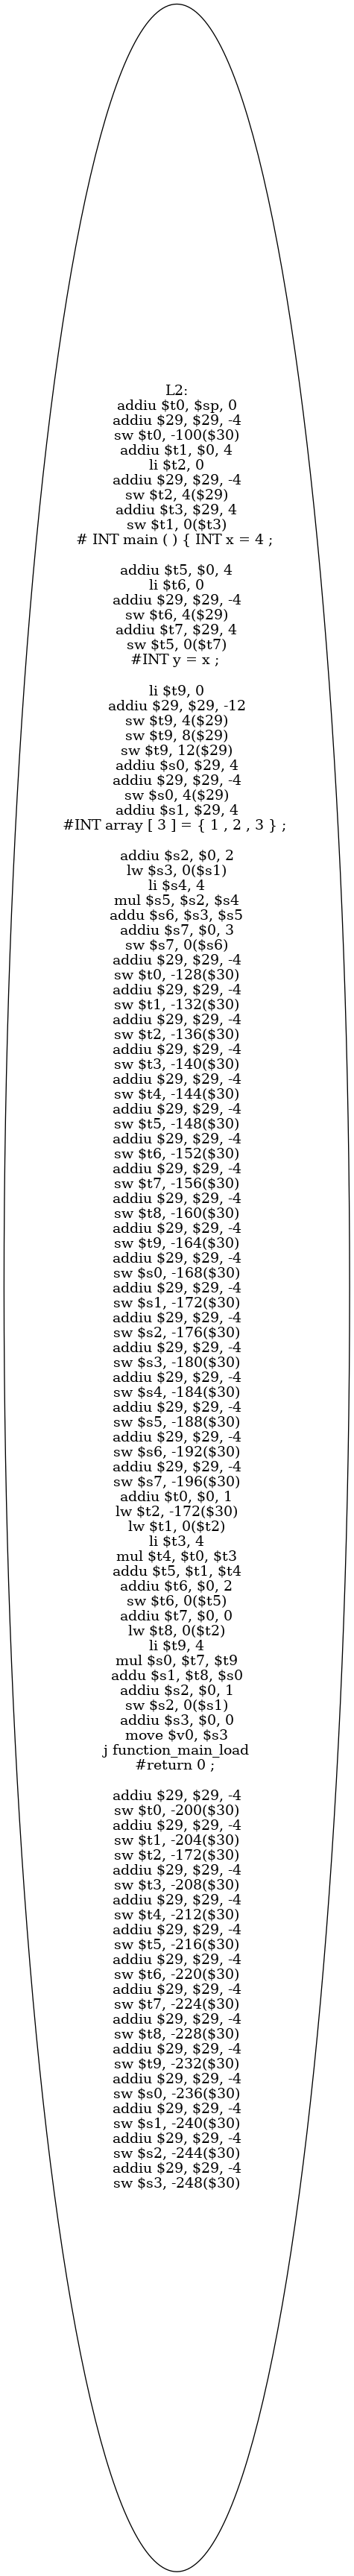 L2:
addiu $t0, $sp, 0
addiu $29, $29, -4
sw $t0, -100($30)
addiu $t1, $0, 4
li $t2, 0
addiu $29, $29, -4
sw $t2, 4($29)
addiu $t3, $29, 4
sw $t1, 0($t3)
# INT main ( ) { INT x = 4 ;
addiu $t5, $0, 4
li $t6, 0
addiu $29, $29, -4
sw $t6, 4($29)
addiu $t7, $29, 4
sw $t5, 0($t7)
#INT y = x ;
li $t9, 0
addiu $29, $29, -12
sw $t9, 4($29)
sw $t9, 8($29)
sw $t9, 12($29)
addiu $s0, $29, 4
addiu $29, $29, -4
sw $s0, 4($29)
addiu $s1, $29, 4
#INT array [ 3 ] = { 1 , 2 , 3 } ;
addiu $s2, $0, 2
lw $s3, 0($s1)
li $s4, 4
mul $s5, $s2, $s4
addu $s6, $s3, $s5
addiu $s7, $0, 3
sw $s7, 0($s6)
addiu $29, $29, -4
sw $t0, -128($30)
addiu $29, $29, -4
sw $t1, -132($30)
addiu $29, $29, -4
sw $t2, -136($30)
addiu $29, $29, -4
sw $t3, -140($30)
addiu $29, $29, -4
sw $t4, -144($30)
addiu $29, $29, -4
sw $t5, -148($30)
addiu $29, $29, -4
sw $t6, -152($30)
addiu $29, $29, -4
sw $t7, -156($30)
addiu $29, $29, -4
sw $t8, -160($30)
addiu $29, $29, -4
sw $t9, -164($30)
addiu $29, $29, -4
sw $s0, -168($30)
addiu $29, $29, -4
sw $s1, -172($30)
addiu $29, $29, -4
sw $s2, -176($30)
addiu $29, $29, -4
sw $s3, -180($30)
addiu $29, $29, -4
sw $s4, -184($30)
addiu $29, $29, -4
sw $s5, -188($30)
addiu $29, $29, -4
sw $s6, -192($30)
addiu $29, $29, -4
sw $s7, -196($30)
addiu $t0, $0, 1
lw $t2, -172($30)
lw $t1, 0($t2)
li $t3, 4
mul $t4, $t0, $t3
addu $t5, $t1, $t4
addiu $t6, $0, 2
sw $t6, 0($t5)
addiu $t7, $0, 0
lw $t8, 0($t2)
li $t9, 4
mul $s0, $t7, $t9
addu $s1, $t8, $s0
addiu $s2, $0, 1
sw $s2, 0($s1)
addiu $s3, $0, 0
move $v0, $s3
j function_main_load
#return 0 ;
addiu $29, $29, -4
sw $t0, -200($30)
addiu $29, $29, -4
sw $t1, -204($30)
sw $t2, -172($30)
addiu $29, $29, -4
sw $t3, -208($30)
addiu $29, $29, -4
sw $t4, -212($30)
addiu $29, $29, -4
sw $t5, -216($30)
addiu $29, $29, -4
sw $t6, -220($30)
addiu $29, $29, -4
sw $t7, -224($30)
addiu $29, $29, -4
sw $t8, -228($30)
addiu $29, $29, -4
sw $t9, -232($30)
addiu $29, $29, -4
sw $s0, -236($30)
addiu $29, $29, -4
sw $s1, -240($30)
addiu $29, $29, -4
sw $s2, -244($30)
addiu $29, $29, -4
sw $s3, -248($30)